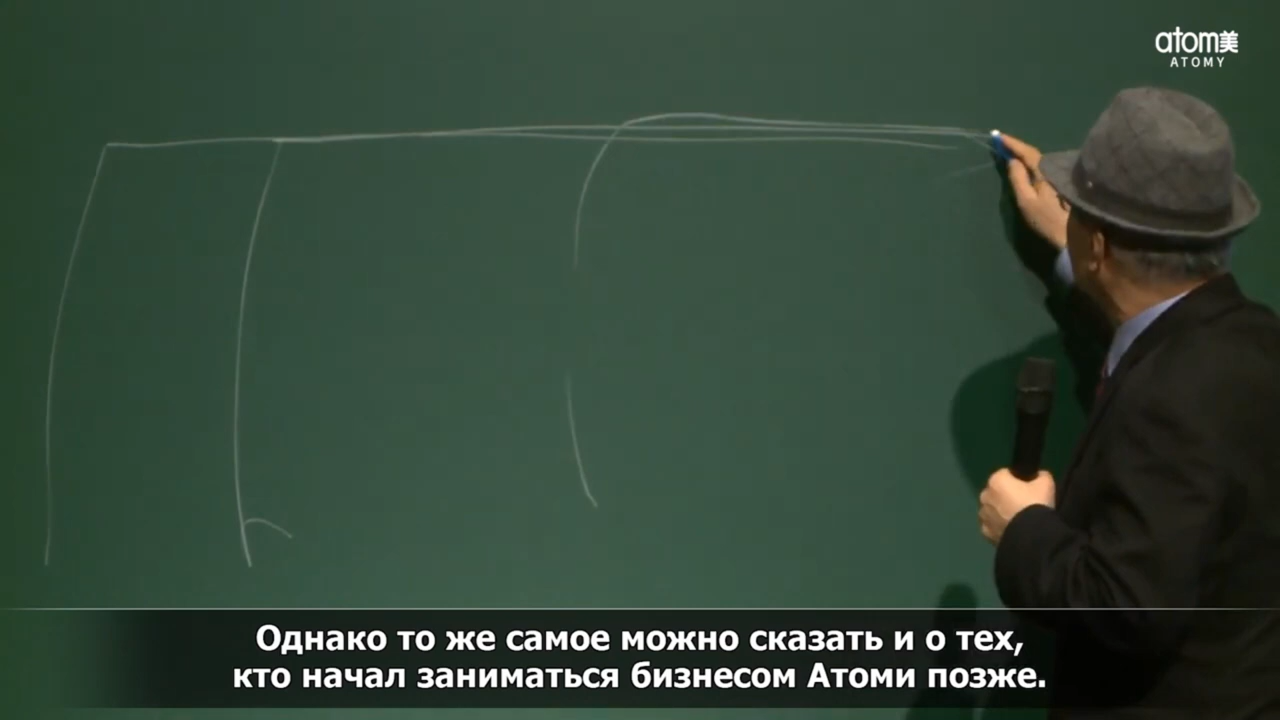 atom美
ATOMY
Однако то же самое можно сказать и о тех,
кто начал заниматься бизнесом Атоми позже.